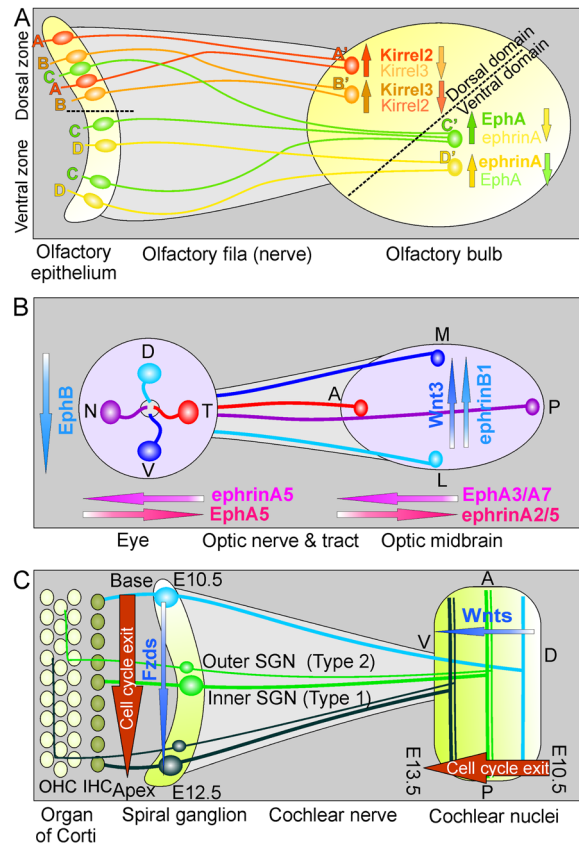 A
Dorsal zone
Ventral zone
A
B
C
A
B
C
D
C
D
A'
Kirrel2
Kirrel3
B'
Kirrel3
Kirrel2
Dorsal domain
Ventral domain
C'
EphA
ephrinA
D'
ephrinA
EphA
Olfactory
epithelium
Olfactory fila (nerve)
Olfactory bulb
B
EphB
D
N
T
V
M
A
P
L
Wnt3
ephrinB1
ephrinA5
EphA5
EphA3/A7
ephrinA2/5
Eye
Optic nerve & tract
Optic midbrain
C
Base
E10.5
Cell cycle exit
Fzds
Outer SGN (Type 2)
Inner SGN (Type 1)
A
V
D
Wnts
Cell cycle exit
E13.5
E10.5
P
OHC
IHC
Apex
E12.5
Organ
of Corti
Spiral ganglion
Cochlear nerve
Cochlear nuclei